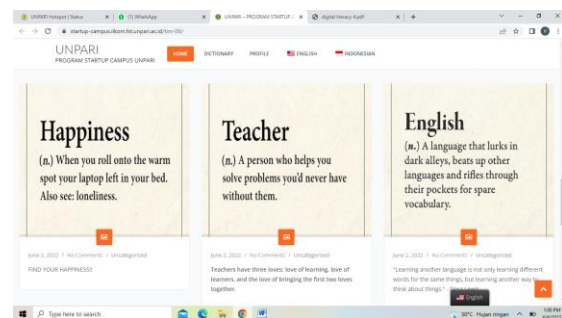 UNPARI Hotspot | Status
(1) WhatsApp
UNPARI – PROGRAM STARTUP C
digital literacy 4.pdf
startup-campus.ilkom.fst.unpari.ac.id/tim-09/
UNPARI
PROGRAM STARTUP CAMPUS UNPARI
HOME
DICTIONARY
PROFILE
ENGLISH
INDONESIAN
Happiness
(n.) When you roll onto the warm
spot your laptop left in your bed.
Also see: loneliness.
June 2, 2022 / No Comments / Uncategorized
FIND YOUR HAPPINESS!!
Teacher
(n.) A person who helps you
solve problems you'd never have
without them.
June 2, 2022 / No Comments / Uncategorized
Teachers have three loves: love of learning, love of
learners, and the love of bringing the first two loves
together.
English
(n.) A language that lurks in
dark alleys, beats up other
languages and rifles through
their pockets for spare
vocabulary.
June 2, 2022 / No Comments / Uncategorized
"Learning another language is not only learning different
words for the same things, but learning another way to
think about things."
English
Type here to search
30°C Hujan ringan
1:00 PM